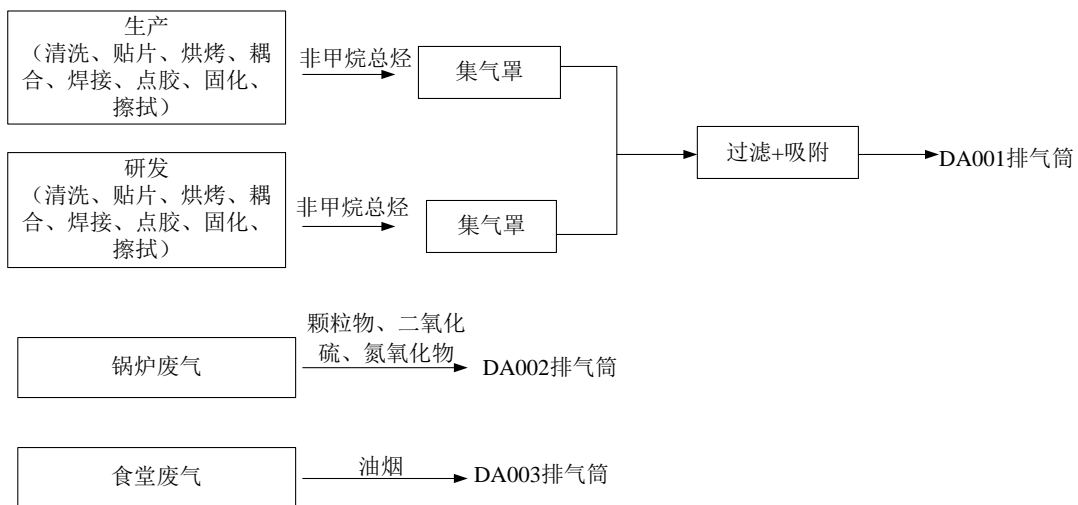 生产
（清洗、贴片、烘烤、耦
合、焊接、点胶、固化、
擦拭）
非甲烷总烃
集气罩
过滤+吸附
DA001排气筒
研发
（清洗、贴片、烘烤、耦
合、焊接、点胶、固化、
擦拭）
非甲烷总烃
集气罩
锅炉废气
颗粒物、二氧化
硫、氮氧化物
DA002排气筒
食堂废气
油烟
DA003排气筒